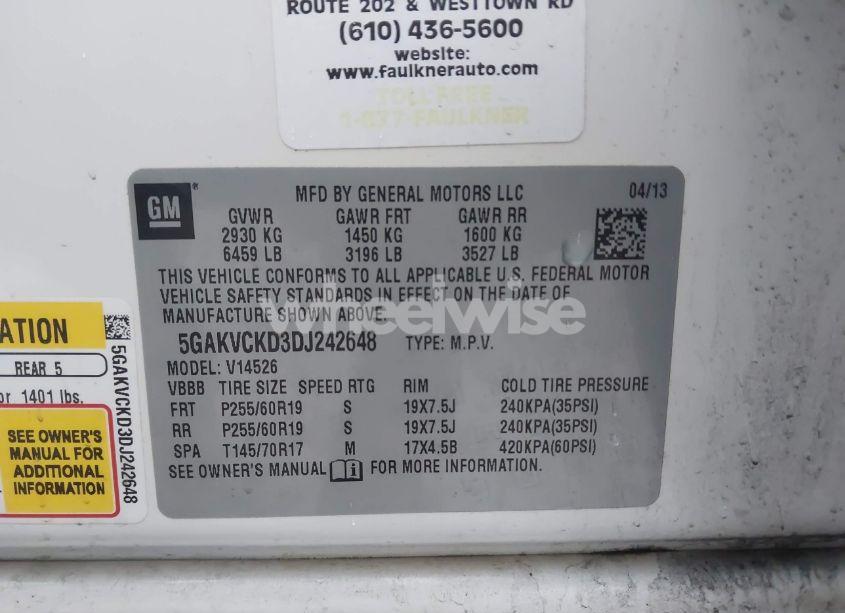 ROUTE 202 & WESTTOWN RD
(610) 436-5600
website:
www.faulknerauto.com
TOLL FREE
1-877-FAULKNER
GM
MFD BY GENERAL MOTORS LLC 04/13
GVWR GAWR FRT GAWR RR
2930 KG 1450 KG 1600 KG
6459 LB 3196 LB 3527 LB
THIS VEHICLE CONFORMS TO ALL APPLICABLE U.S. FEDERAL MOTOR
VEHICLE SAFETY STANDARDS IN EFFECT ON THE DATE OF
MANUFACTURE SHOWN ABOVE.
wheelwise
5GAKVCKD3DJ242648 TYPE: M.P.V.
MODEL: V14526
VBBB TIRE SIZE SPEED RTG RIM COLD TIRE PRESSURE
FRT P255/60R19 S 19X7.5J 240KPA(35PSI)
RR P255/60R19 S 19X7.5J 240KPA(35PSI)
SPA T145/70R17 M 17X4.5B 420KPA(60PSI)
SEE OWNER'S MANUAL FOR MORE INFORMATION.
ATION
REAR 5
or 1401 lbs.
SEE OWNER'S
MANUAL FOR
ADDITIONAL
INFORMATION
5GAKVCKD3DJ242648